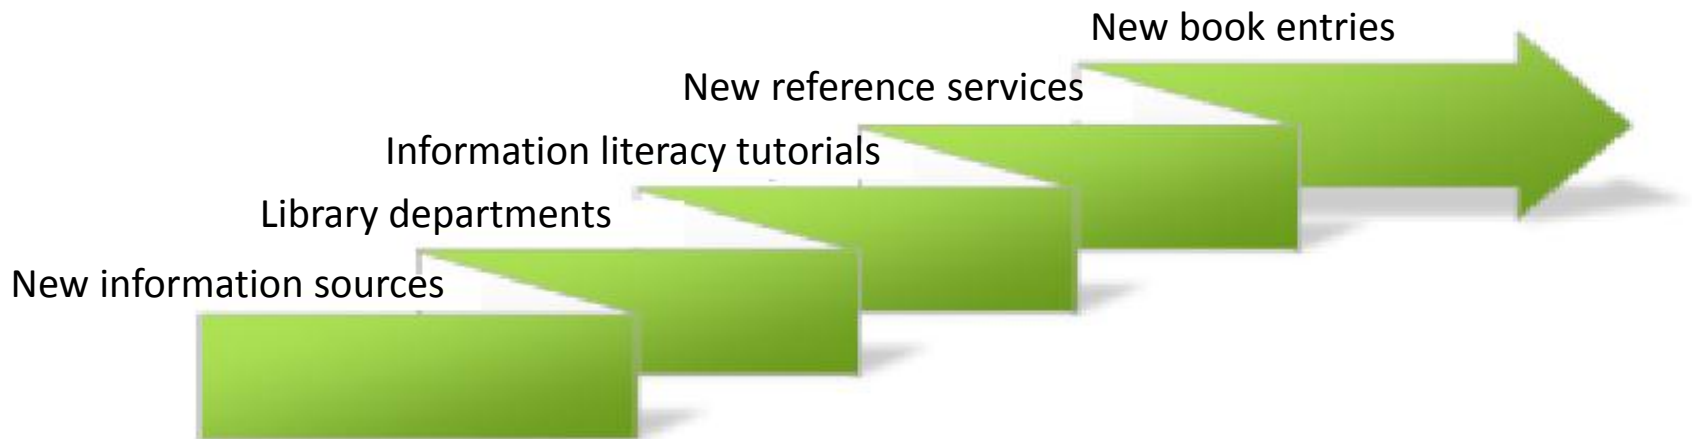 New book entries
New reference services
Information literacy tutorials
Library departments
New information sources